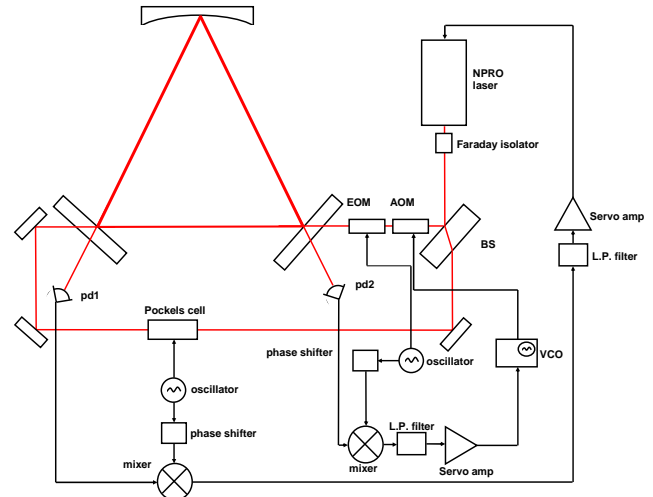 NPRO
laser
Faraday isolator
EOM
AOM
BS
Servo amp
L.P. filter
pd1
pd2
Pockels cell
phase shifter
oscillator
VCO
oscillator
L.P. filter
phase shifter
mixer
Servo amp
mixer